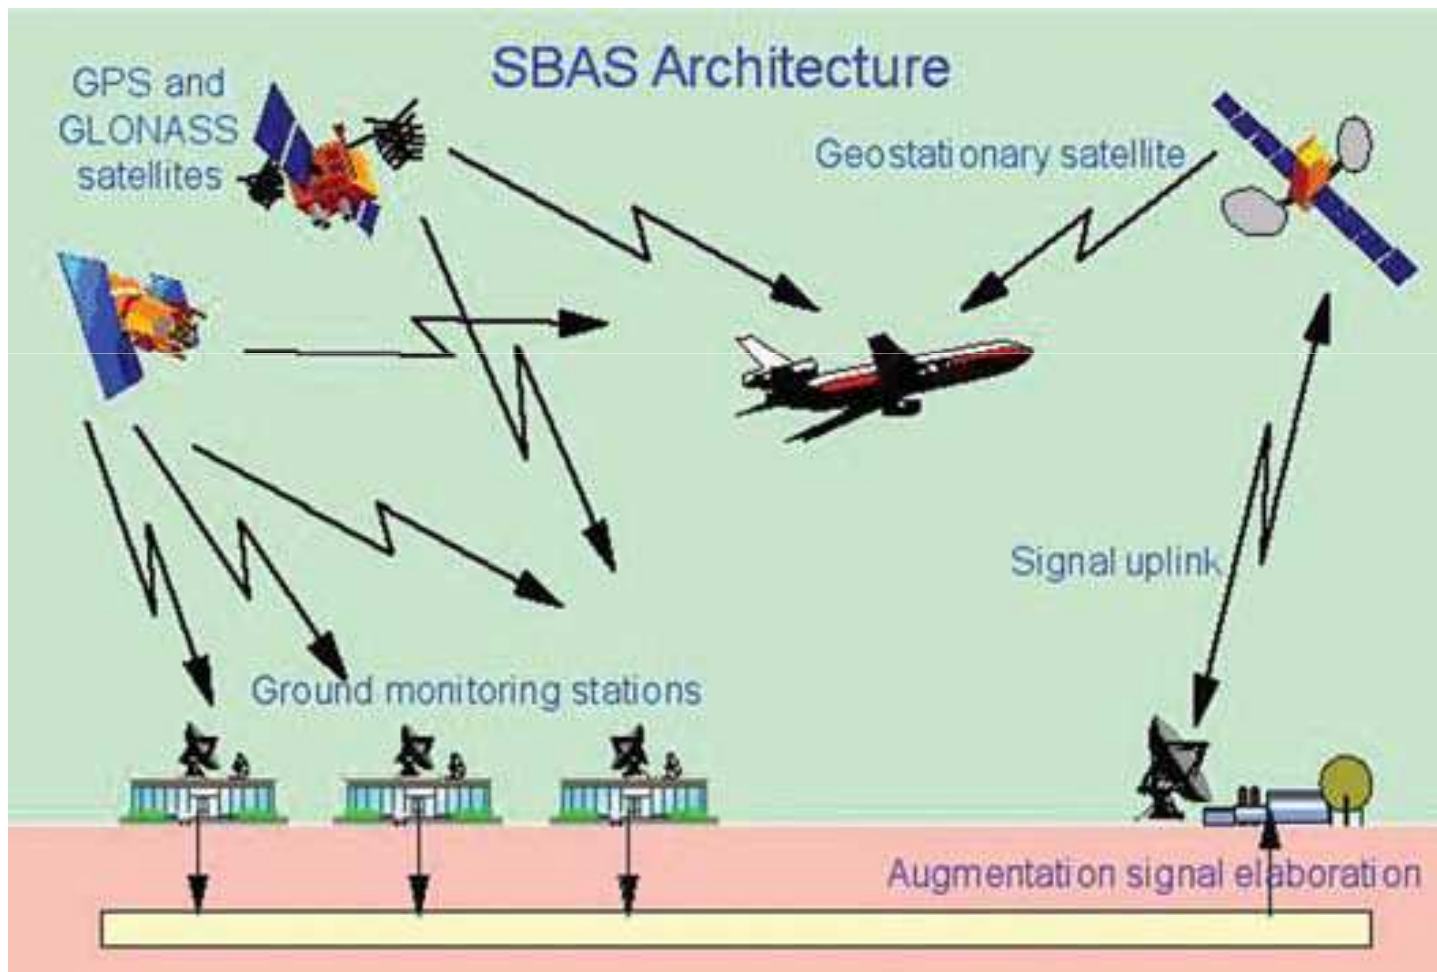 SBAS Architecture
GPS and
GLONASS
satellites
Geostationary satellite
Signal uplink
Ground monitoring stations
Augmentation signal elaboration